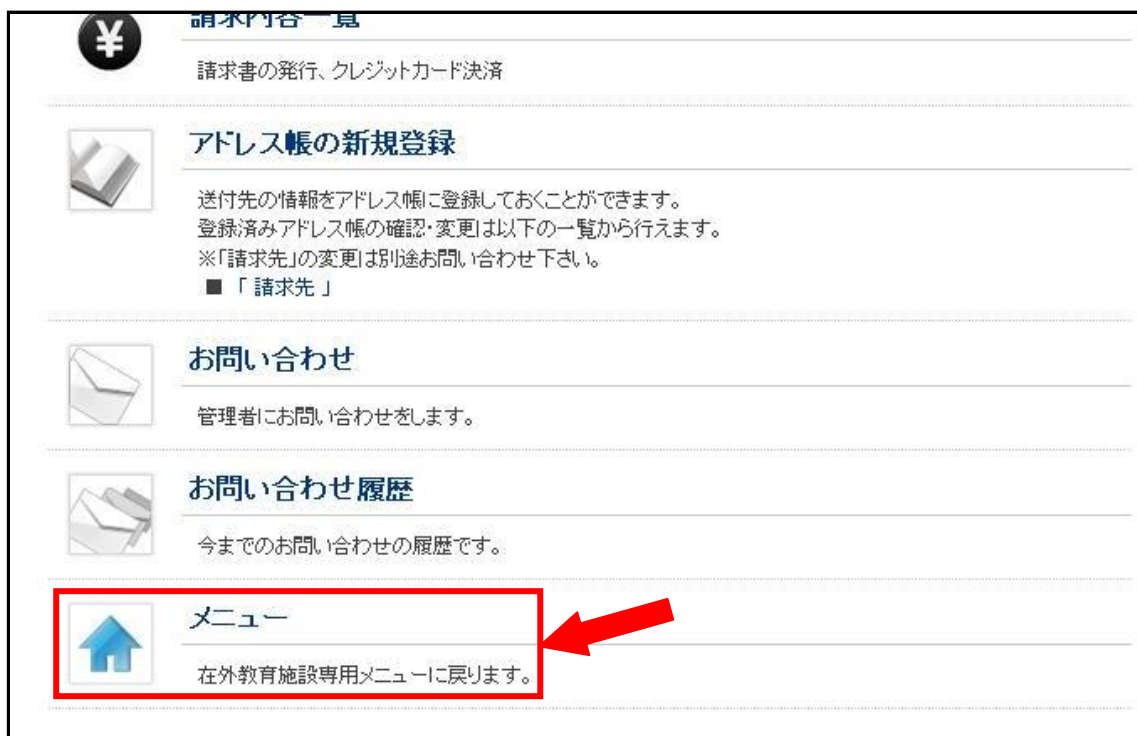 ¥
請求内容一覧
請求書の発行、クレジットカード決済
アドレス帳の新規登録
送付先の情報をアドレス帳に登録しておくことができます。
登録済みアドレス帳の確認・変更は以下の一覧から行えます。
※「請求先」の変更は別途お問い合わせ下さい。
■「 請求先 」
お問い合わせ
管理者にお問い合わせをします。
お問い合わせ履歴
今までのお問い合わせの履歴です。
メニュー
在外教育施設専用メニューに戻ります。